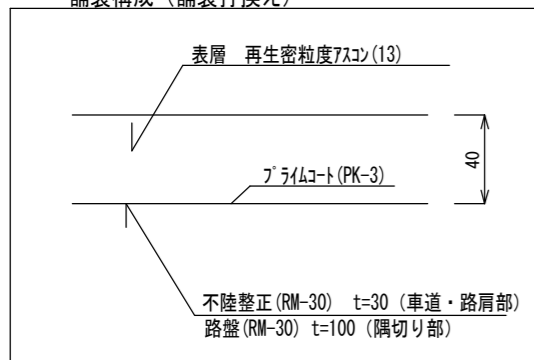 舗装構成（舗装打換え）
表層　再生密粒度ｱｽｺﾝ(13)
ﾌﾟﾗｲﾑｺｰﾄ(PK-3)
40
不陸整正(RM-30)　t=30（車道・路肩部）
路盤(RM-30) t=100（隅切り部）